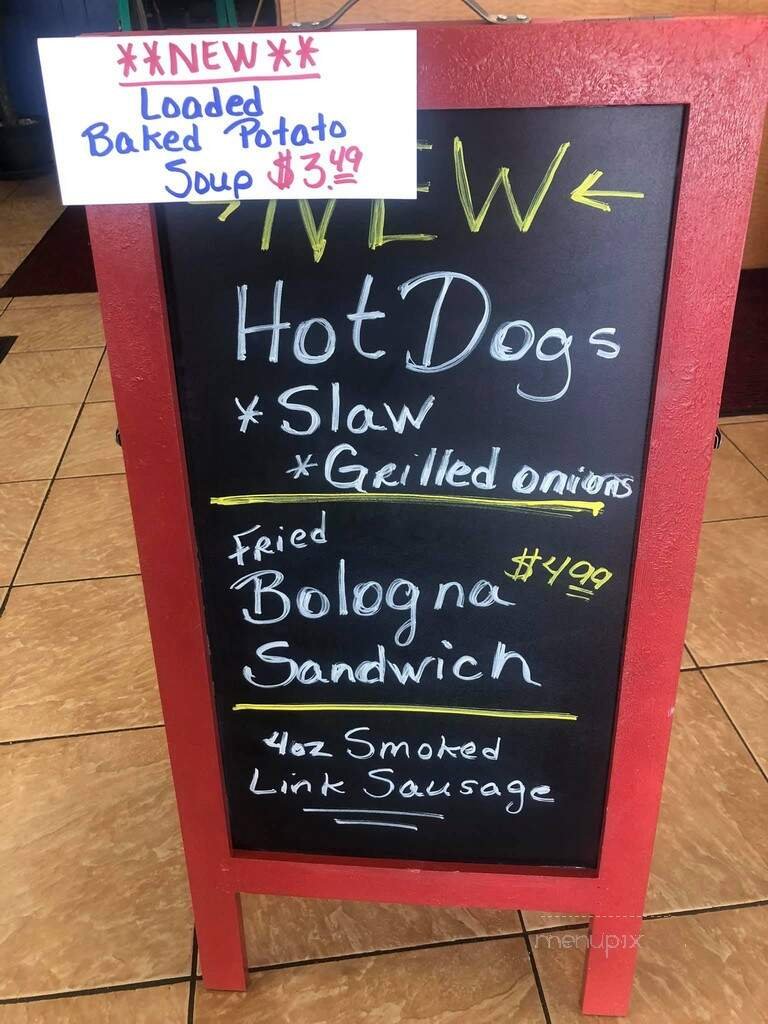 **NEW**
Loaded
Baked Potato
Soup $3.49
NEW ←
Hot Dogs
*Slaw
*Grilled onions
Fried
Bologna $4.99
Sandwich
4oz Smoked
Link Sausage
menupix